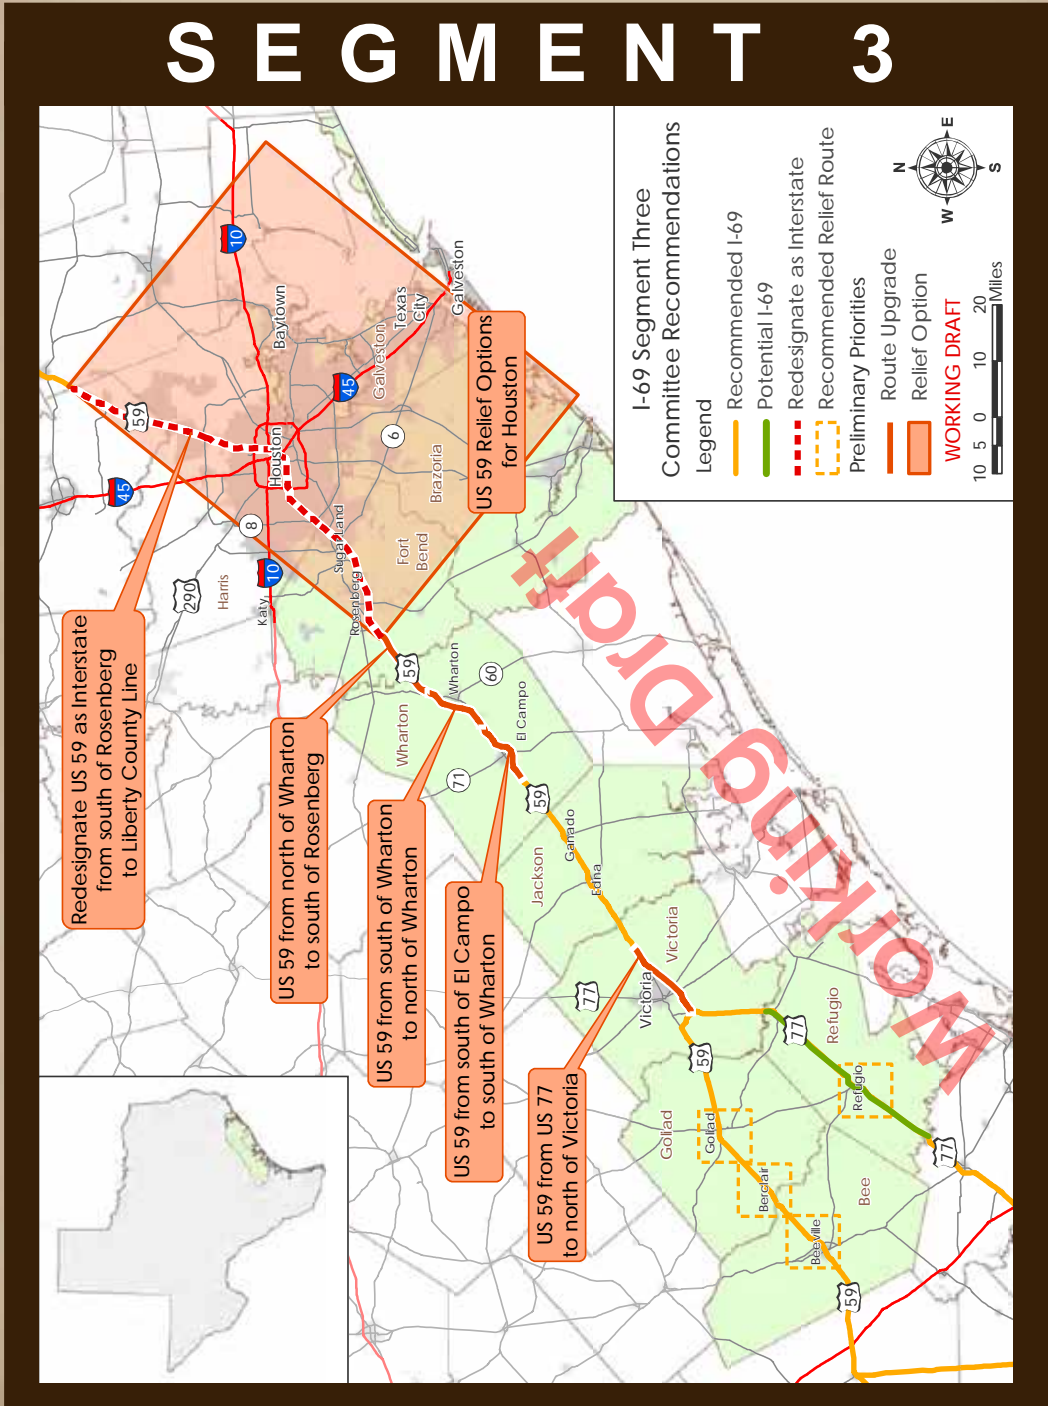 SEGMENT 3
I-69 Segment Three
Committee Recommendations
Legend
Recommended I-69
Potential I-69
Redesignate as Interstate
Recommended Relief Route
Preliminary Priorities
Route Upgrade
Relief Option
WORKING DRAFT
10 5 0 10 20
Miles
N
E
S
W
Redesignate US 59 as Interstate
from south of Rosenberg
to Liberty County Line
US 59 from north of Wharton
to south of Rosenberg
US 59 from south of Wharton
to north of Wharton
US 59 from south of El Campo
to south of Wharton
US 59 from US 77
to north of Victoria
US 59 Relief Options
for Houston
Working Draft
59
45
10
290
Harris
8
Katy
10
Houston
Baytown
45
Galveston
Texas
City
Galveston
6
Brazoria
Sugar Land
Fort
Bend
Rosenberg
59
Wharton
60
Wharton
El Campo
71
59
Ganado
Jackson
Edna
Victoria
77
Victoria
59
77
Refugio
Refugio
77
Goliad
Goliad
Berclair
Bee
Beeville
59